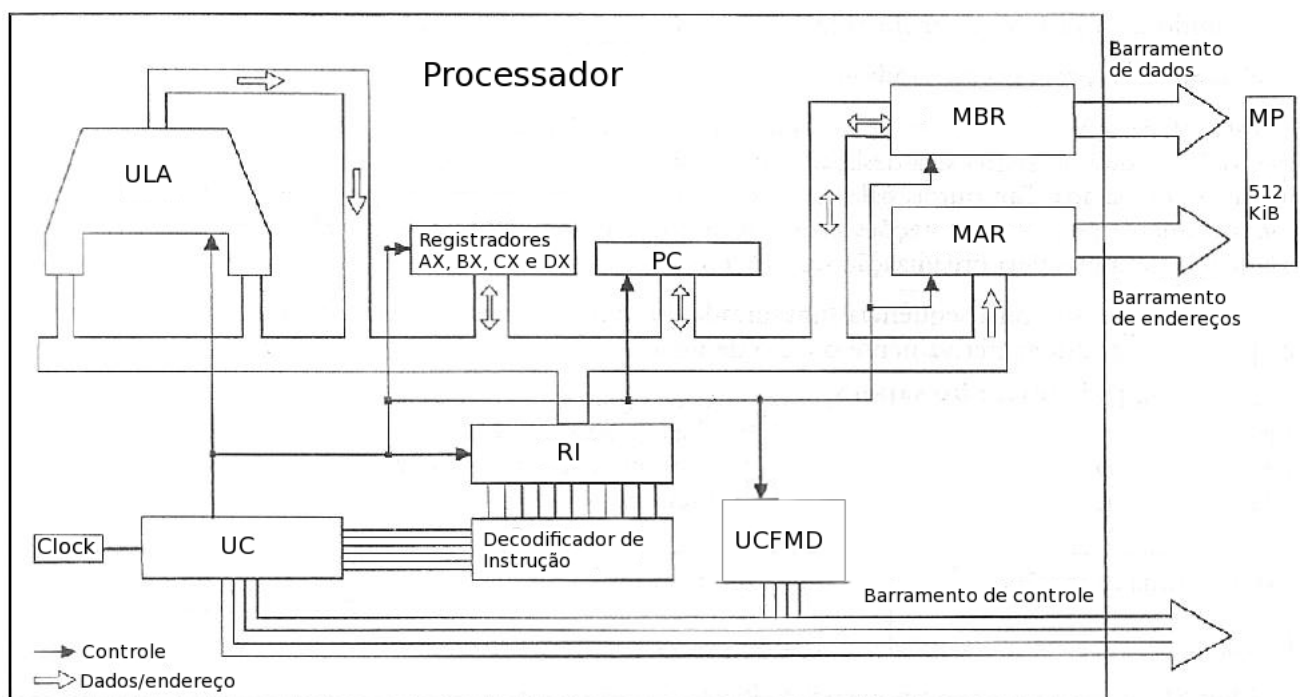 Processador
Barramento
de dados
MBR
MP
ULA
512
KiB
MAR
Registradores
AX, BX, CX e DX
PC
Barramento
de endereços
RI
Clock
UC
Decodificador de
Instrução
UCFMD
Barramento de controle
Controle
Dados/endereço